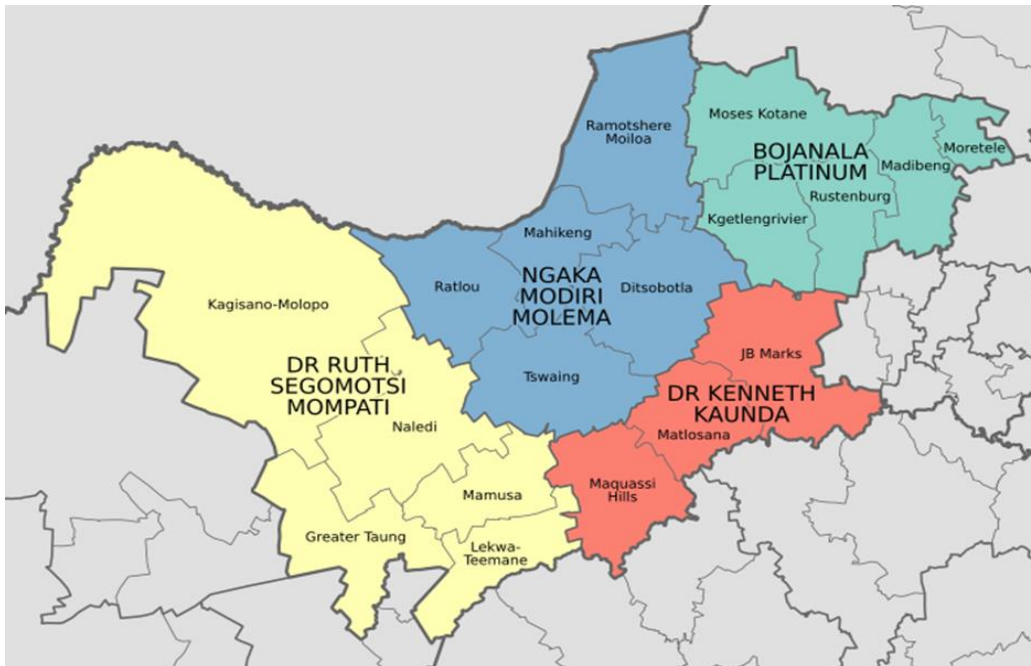 Ramotshere
Moiloa
Moses Kotane
BOJANALA
PLATINUM
Moretele
Madibeng
Rustenburg
Kgetlengrivier
Mahikeng
Ratlou
NGAKA
MODIRI
MOLEMA
Ditsobotla
Tswaing
Kagisano-Molopo
DR RUTH
SEGOMOTSI
MOMPATI
Naledi
Mamusa
Greater Taung
Lekwa-
Teemane
JB Marks
DR KENNETH
KAUNDA
Matlosana
Maquassi
Hills